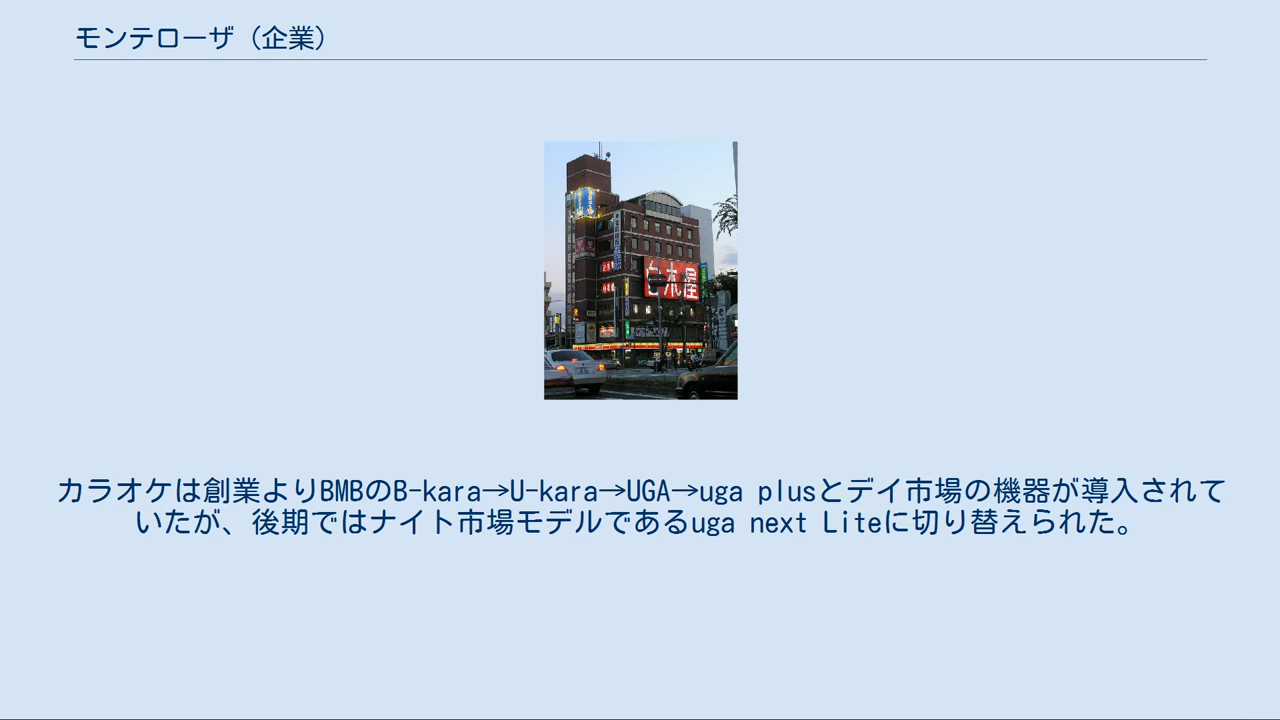 モンテローザ（企業）
白木屋
カラオケは創業よりBMBのB-kara→U-kara→UGA→uga plusとデイ市場の機器が導入されて
いたが、後期ではナイト市場モデルであるuga next Liteに切り替えられた。